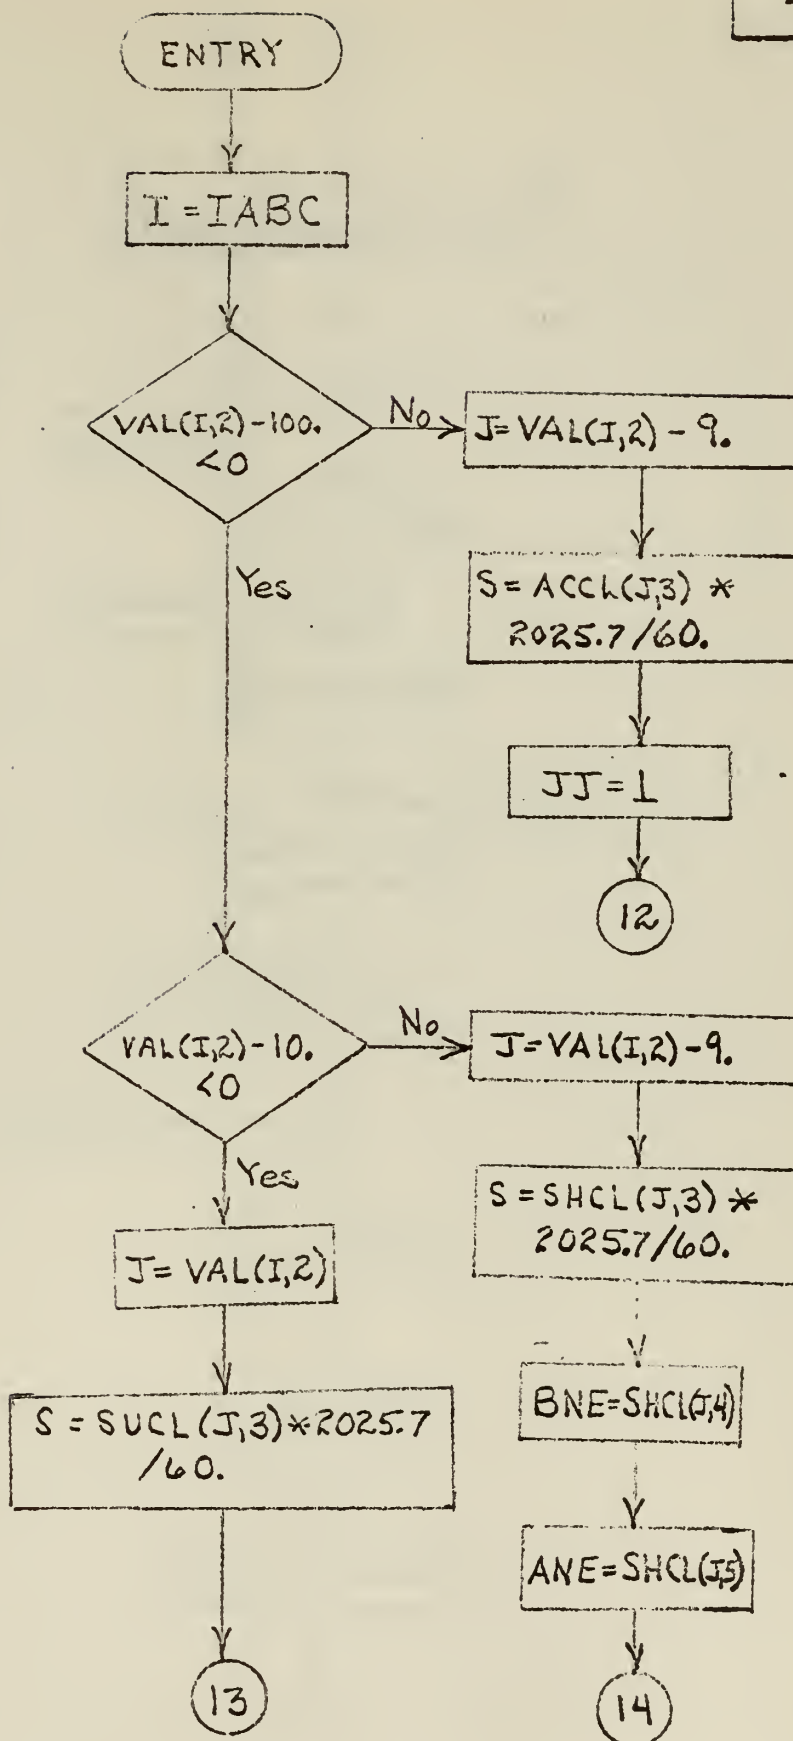 ENTRY
I = IABC
VAL(I,2)-100.
<0
No
J=VAL(I,2)-9.
Yes
S= ACCL(J,3) *
2025.7/60.
JJ=1
12
VAL(I,2)-10.
<0
No
J=VAL(I,2)-9.
Yes
S=SHCL(J,3)*
2025.7/60.
J= VAL(I,2)
BNE=SHCL(J,4)
S = SUCL(J,3)*2025.7
/60.
ANE=SHCL(J,5)
13
14